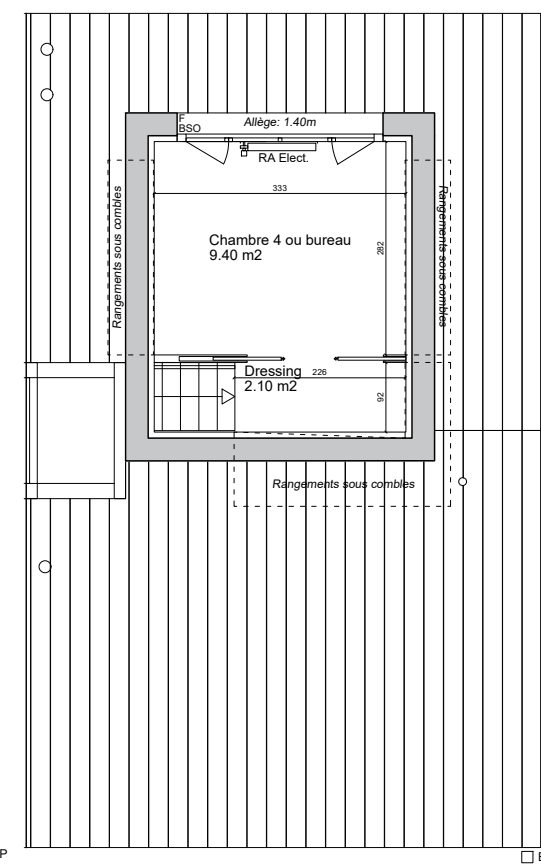 F
BSO
Allège: 1.40m
RA Elect.
333
Rangements sous combles
Rangements sous combles
Chambre 4 ou bureau
9.40 m2
282
Dressing
2.10 m2
226
92
Rangements sous combles
P
E